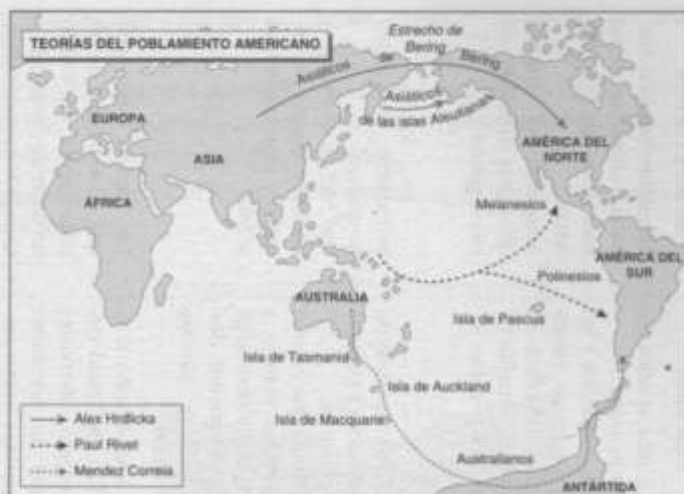 TEORÍAS DEL POBLAMIENTO AMERICANO
Estrecho de
Bering
Asiáticos de Bering
Asiáticos
de las islas Aleutianas
EUROPA
ASIA
AMÉRICA DEL
NORTE
ÁFRICA
Melanesios
AMÉRICA DEL
SUR
Polinesios
AUSTRALIA
Isla de Pascus
Isla de Tasmania
Isla de Auckland
Isla de Macquarie
Alex Hrdlicka
Paul Rivet
Mendez Correia
Australianos
ANTÁRTIDA